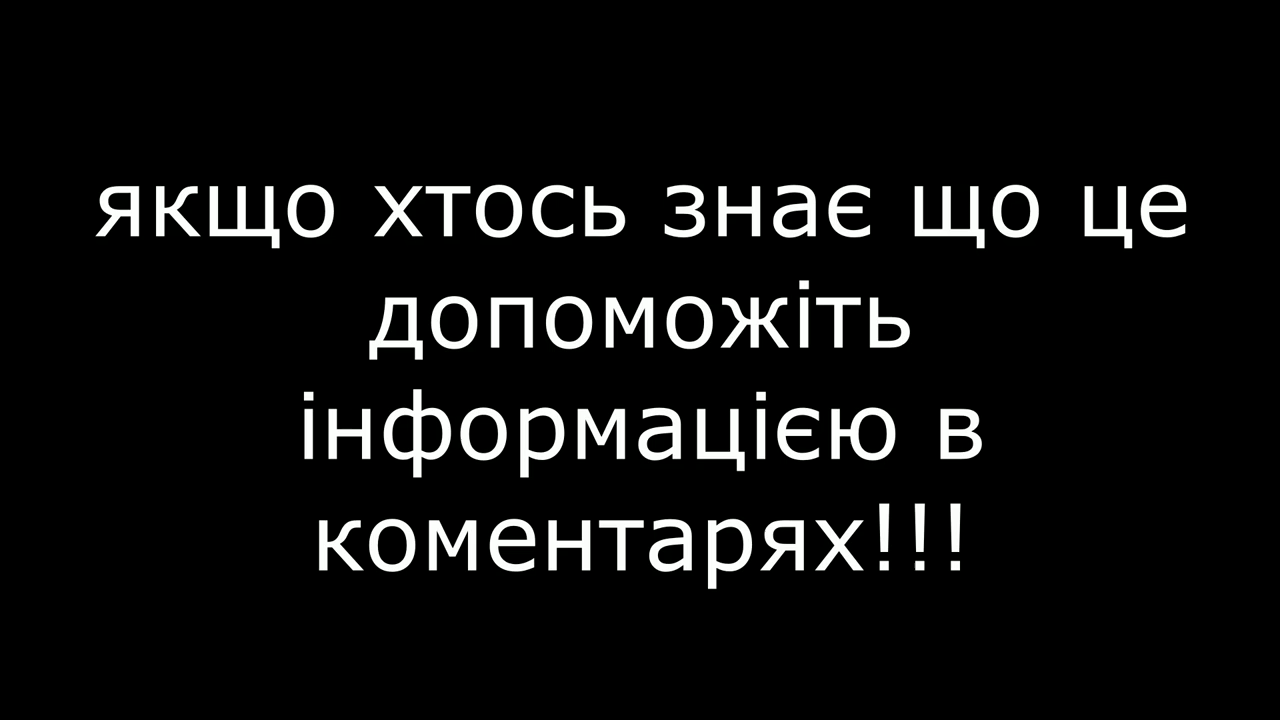 якщо хтось знає що це
допоможіть
інформацією в
коментарях!!!